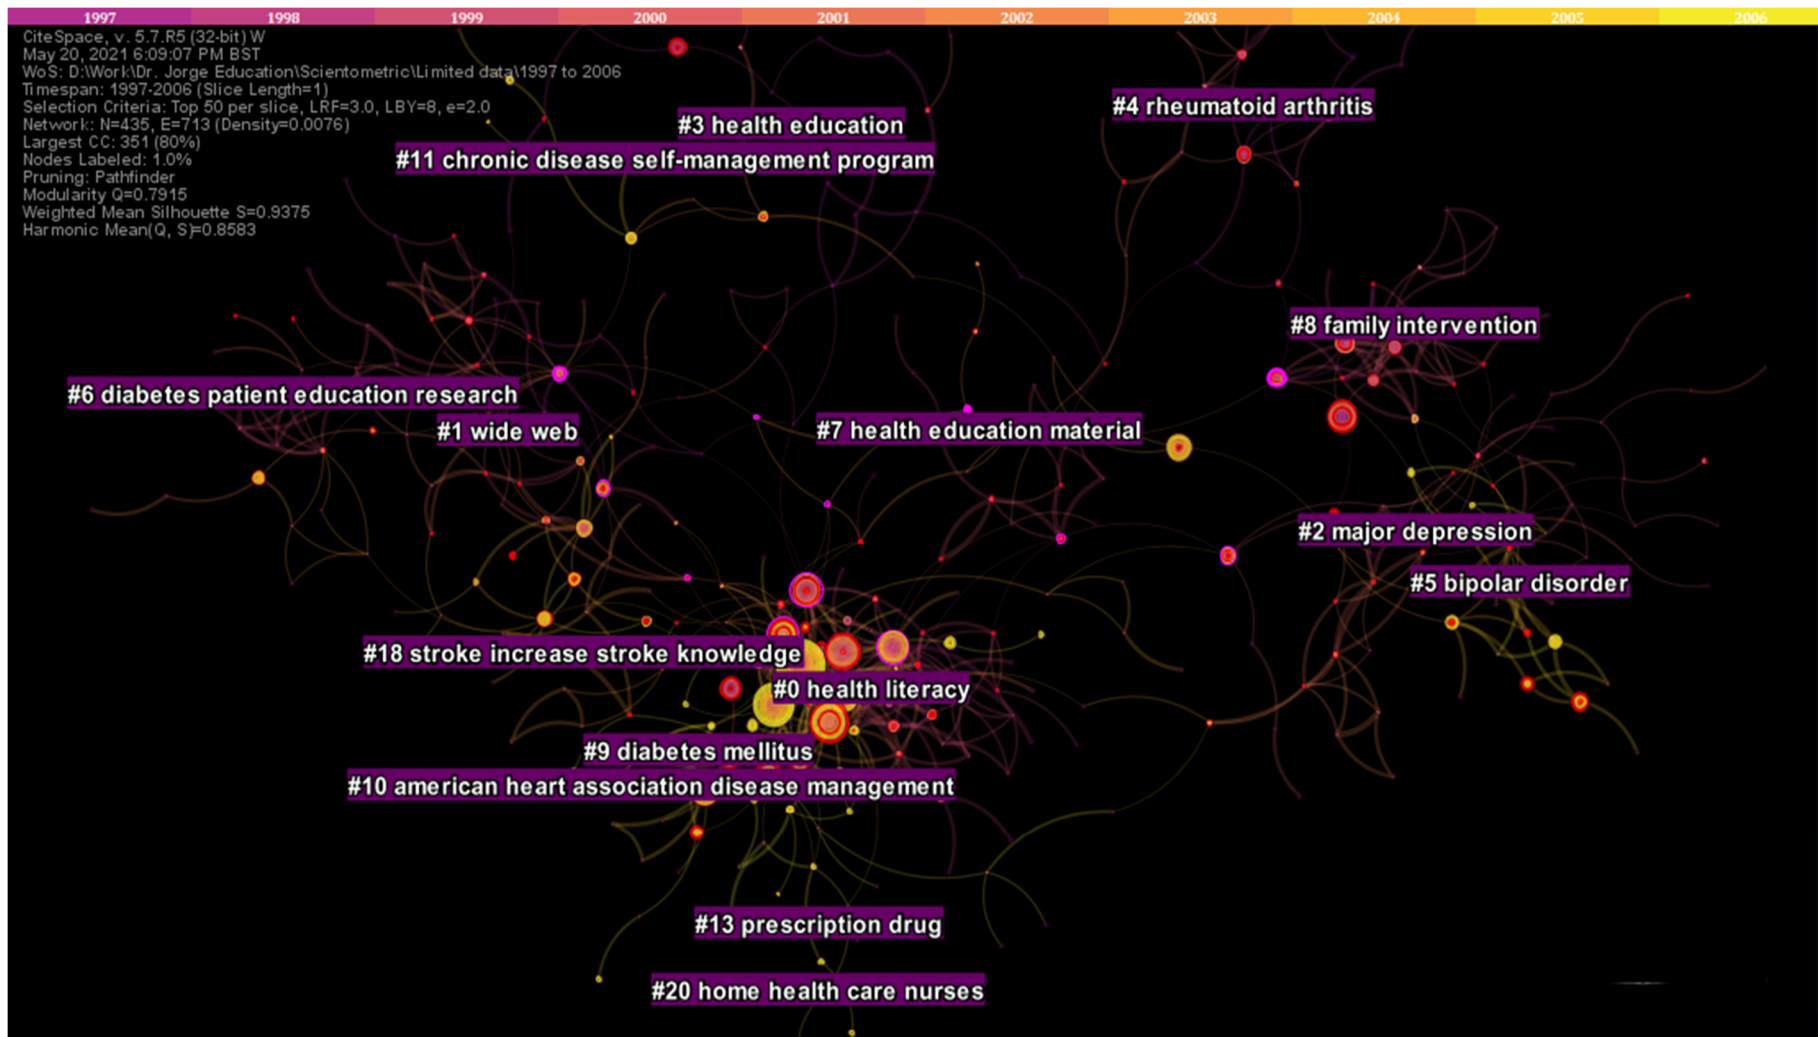 1997 1998 1999 2000 2001 2002 2003 2004 2005 2006
CiteSpace, v. 5.7.R5 (32-bit) W
May 20, 2021 6:09:07 PM BST
WoS: D:\Work\Dr. Jorge Education\Scientometric\Limited data\1997 to 2006
Timespan: 1997-2006 (Slice Length=1)
Selection Criteria: Top 50 per slice, LRF=3.0, LBY=8, e=2.0
Network: N=435, E=713 (Density=0.0076)
Largest CC: 351 (80%)
Nodes Labeled: 1.0%
Pruning: Pathfinder
Modularity Q=0.7915
Weighted Mean Silhouette S=0.9375
Harmonic Mean(Q, S)=0.8583
#4 rheumatoid arthritis
#3 health education
#11 chronic disease self-management program
#8 family intervention
#6 diabetes patient education research
#1 wide web
#7 health education material
#2 major depression
#5 bipolar disorder
#18 stroke increase stroke knowledge
#0 health literacy
#9 diabetes mellitus
#10 american heart association disease management
#13 prescription drug
#20 home health care nurses